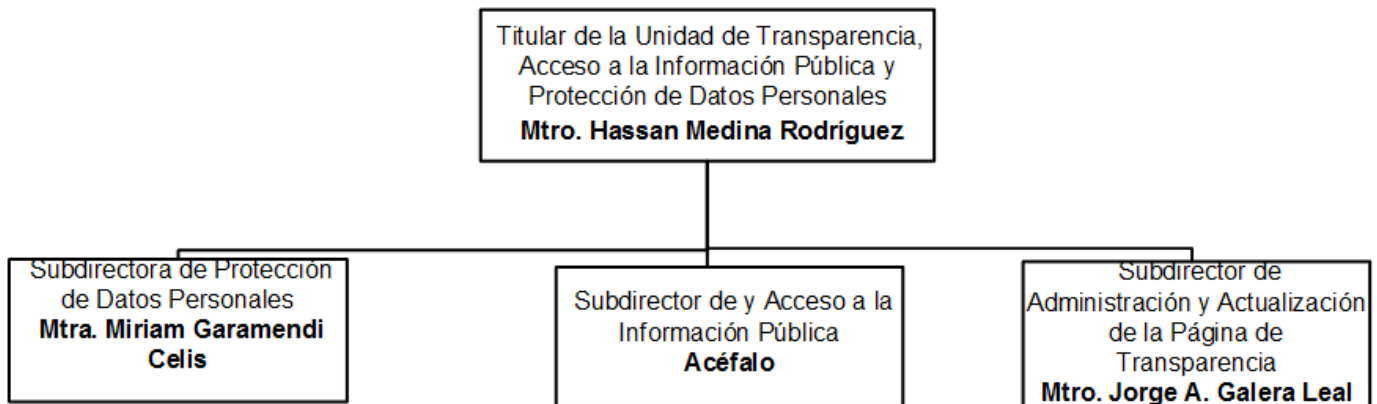 Titular de la Unidad de Transparencia,
Acceso a la Información Pública y
Protección de Datos Personales
Mtro. Hassan Medina Rodríguez
Subdirectora de Protección
de Datos Personales
Mtra. Miriam Garamendi
Celis
Subdirector de y Acceso a la
Información Pública
Acéfalo
Subdirector de
Administración y Actualización
de la Página de
Transparencia
Mtro. Jorge A. Galera Leal